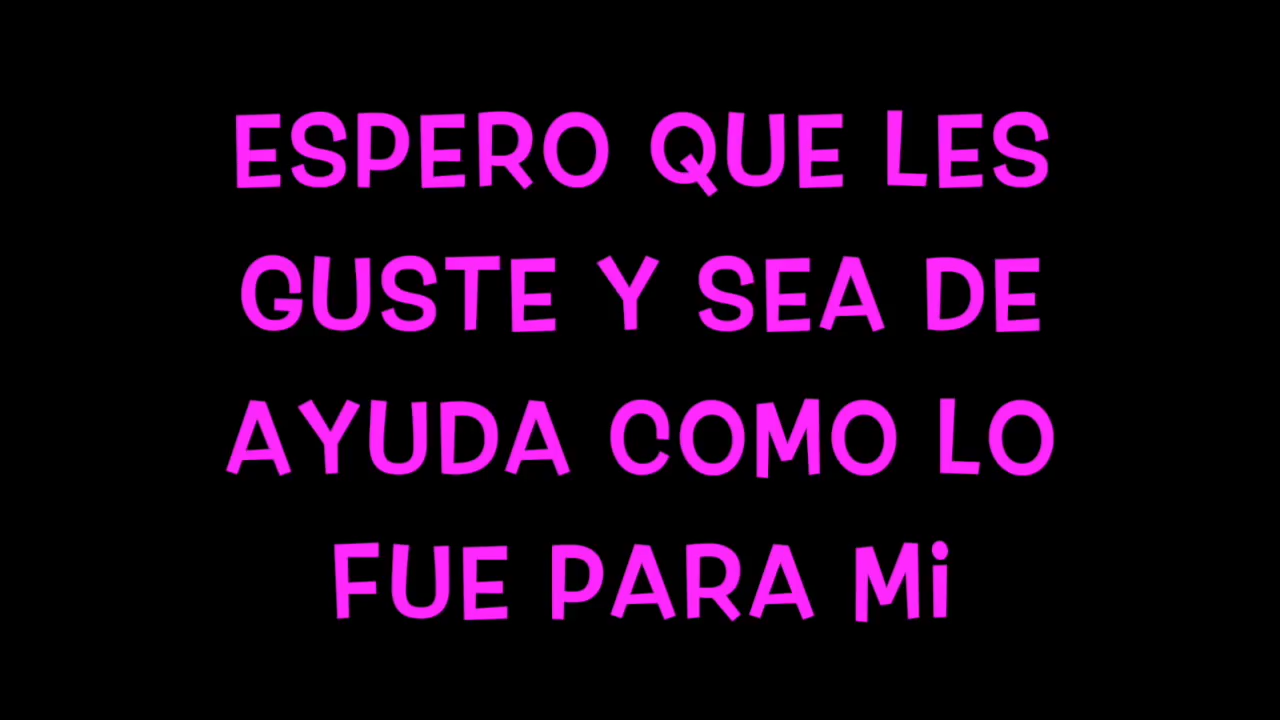 ESPERO QUE LES
GUSTE Y SEA DE
AYUDA COMO LO
FUE PARA Mi